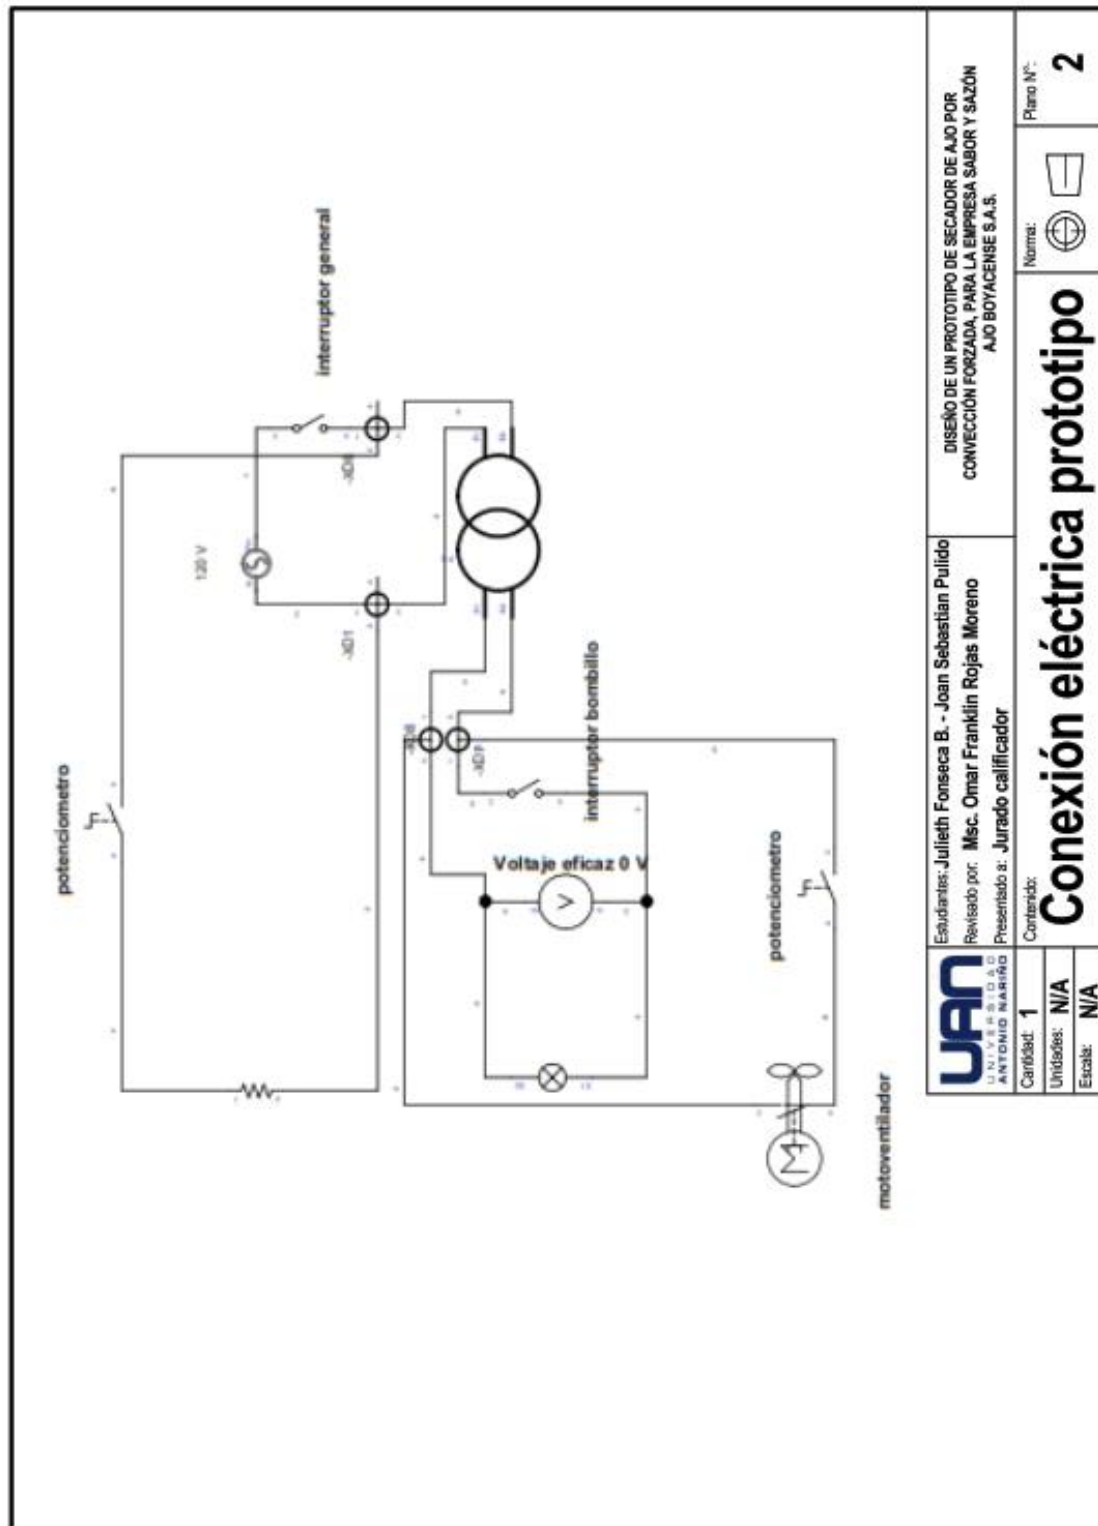 potenciometro
120 V
interruptor general
-XD1
interruptor bombillo
-XD7
Voltaje eficaz 0 V
V
potenciometro
M
motoventilador
UAN
UNIVERSIDAD
ANTONIO NARIÑO
Estudiantes: Julieth Fonseca B. - Joan Sebastian Pulido
Revisado por: Msc. Omar Franklin Rojas Moreno
Presentado a: Jurado calificador
DISEÑO DE UN PROTOTIPO DE SECADOR DE AJO POR
CONVECCIÓN FORZADA, PARA LA EMPRESA SABOR Y SAZÓN
AJO BOYACENSE S.A.S.
Cantidad: 1
Unidades: N/A
Escala: N/A
Contenido:
Conexión eléctrica prototipo
Norma:
Plano N°:
2